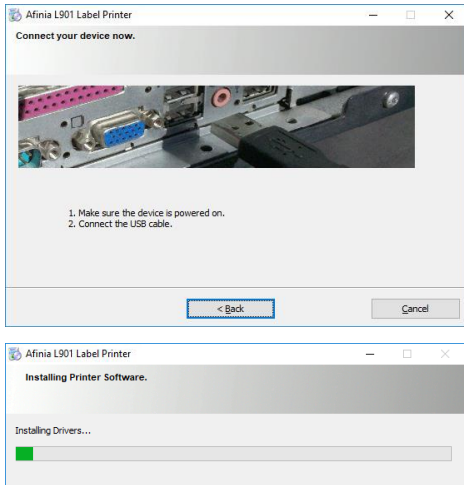 Afinia L901 Label Printer
Connect your device now.
1. Make sure the device is powered on.
2. Connect the USB cable.
< Back
Cancel
Afinia L901 Label Printer
Installing Printer Software.
Installing Drivers...